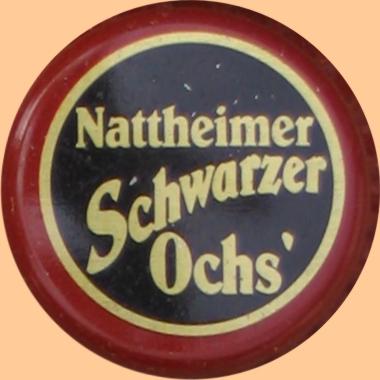 Nattheimer
Schwarzer
Ochs'